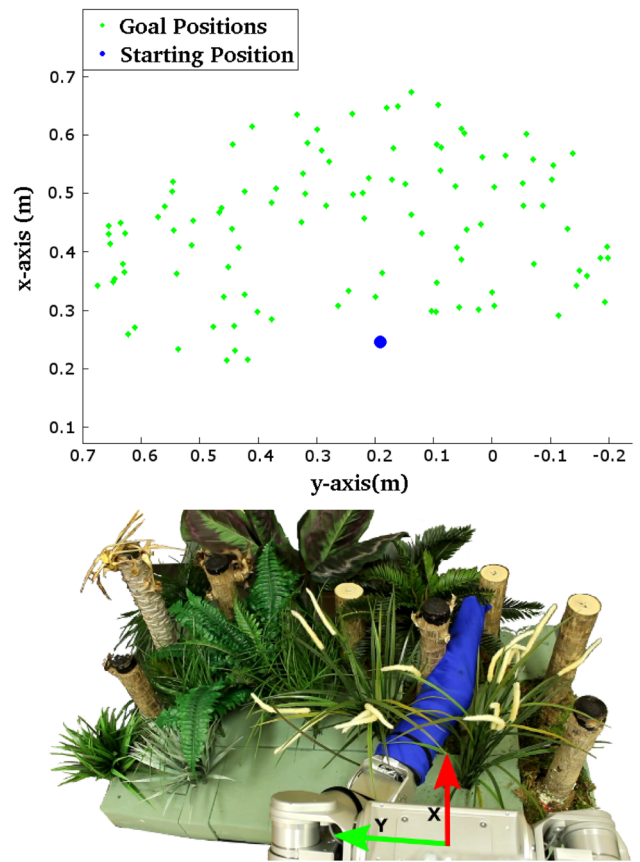 Goal Positions
Starting Position
0.7
0.6
0.5
0.4
0.3
0.2
0.1
x-axis (m)
0.7 0.6 0.5 0.4 0.3 0.2 0.1 0 -0.1 -0.2
y-axis(m)
X
Y